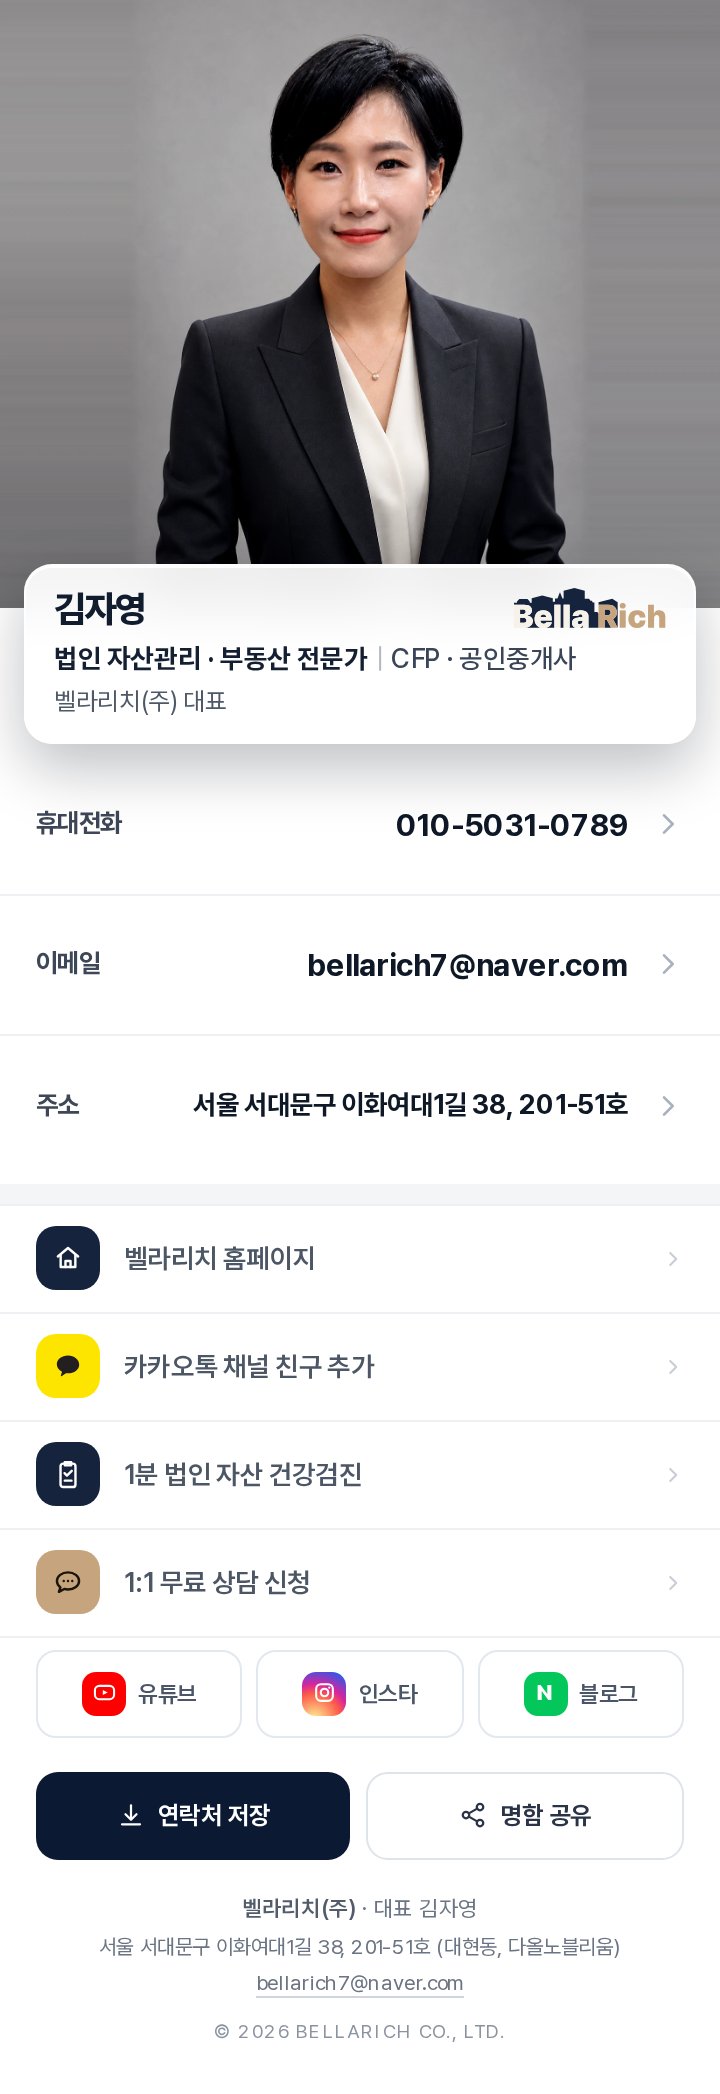 김자영
Bella Rich
법인 자산관리 · 부동산 전문가 | CFP · 공인중개사
벨라리치(주) 대표
휴대전화 010-5031-0789
이메일 bellarich7@naver.com
주소 서울 서대문구 이화여대1길 38, 201-51호
벨라리치 홈페이지
카카오톡 채널 친구 추가
1분 법인 자산 건강검진
1:1 무료 상담 신청
유튜브 인스타 N 블로그
연락처 저장 명함 공유
벨라리치(주) · 대표 김자영
서울 서대문구 이화여대1길 38, 201-51호 (대현동, 다올노블리움)
bellarich7@naver.com
© 2026 BELLARICH CO., LTD.